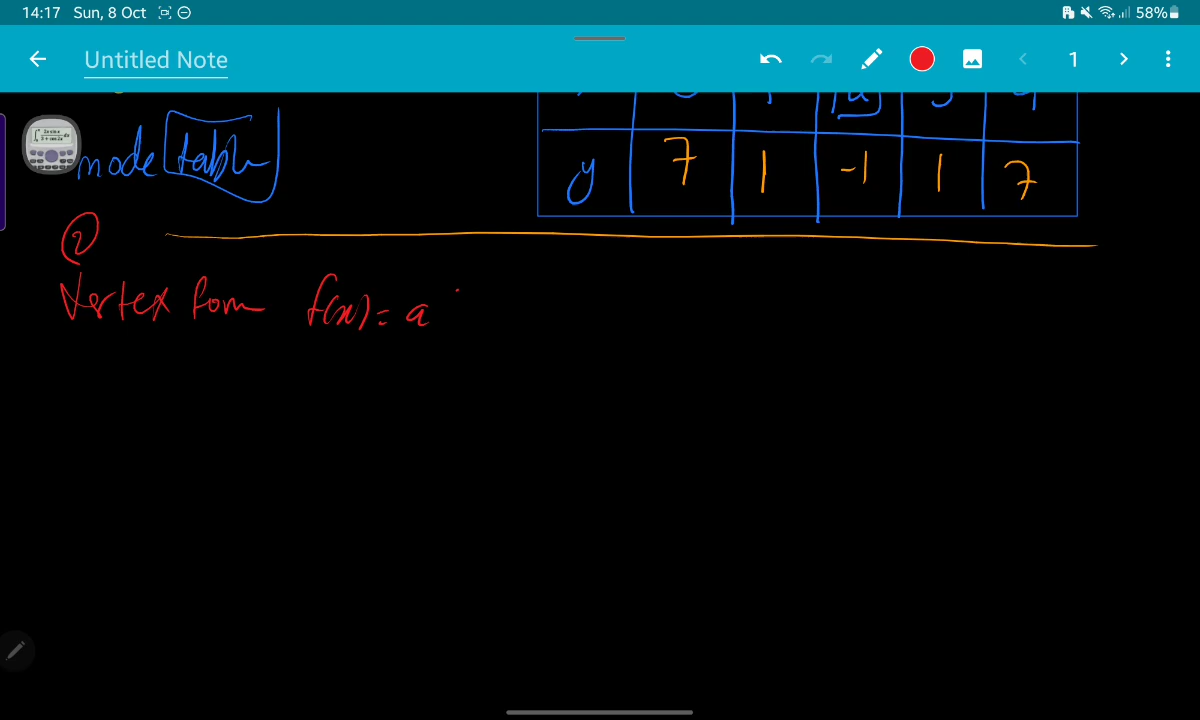 14:17 Sun, 8 Oct 58%
Untitled Note 1
mode table
y 7 1 -1 1 7
②
Vertex form f(x)= a